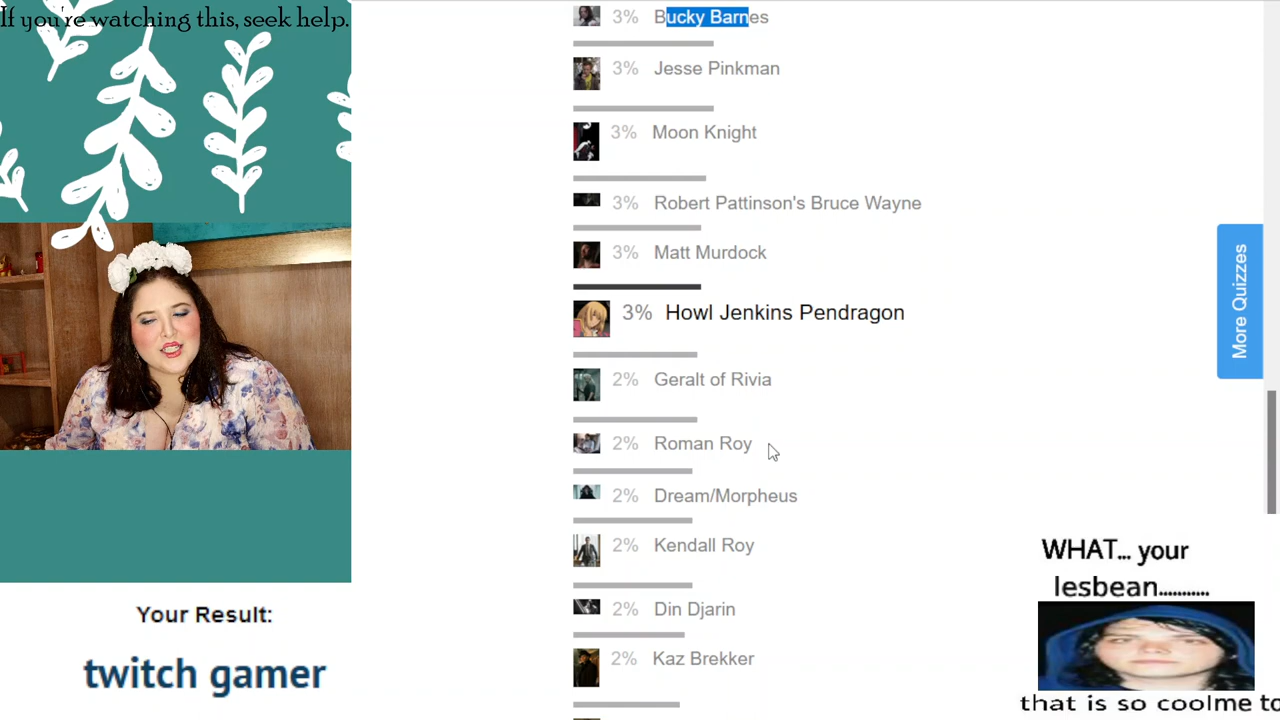 If you're watching this, seek help.
3% Bucky Barnes
3% Jesse Pinkman
3% Moon Knight
3% Robert Pattinson's Bruce Wayne
3% Matt Murdock
3% Howl Jenkins Pendragon
2% Geralt of Rivia
2% Roman Roy
2% Dream/Morpheus
2% Kendall Roy
2% Din Djarin
2% Kaz Brekker
More Quizzes
Your Result:
twitch gamer
WHAT... your
lesbean...........
that is so coolme to